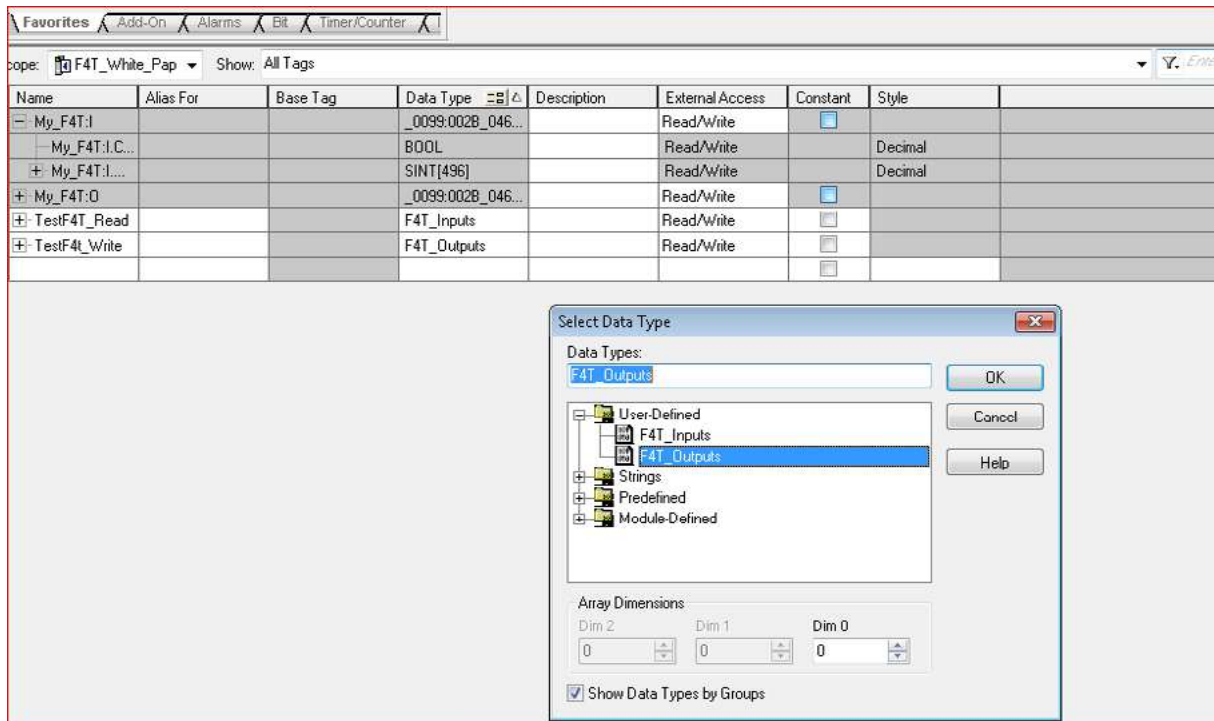 Favorites Add-On Alarms Bit Timer/Counter
cope: F4T_White_Pap Show: All Tags
Name Alias For Base Tag Data Type Description External Access Constant Style
My_F4T:I _0099:002B_046... Read/Write
My_F4T:I.C... BOOL Read/Write Decimal
My_F4T:I.... SINT[496] Read/Write Decimal
My_F4T:O _0099:002B_046... Read/Write
TestF4T_Read F4T_Inputs Read/Write
TestF4t_Write F4T_Outputs Read/Write
Select Data Type
Data Types:
F4T_Outputs
OK
User-Defined
Cancel
F4T_Inputs
F4T_Outputs
Help
Strings
Predefined
Module-Defined
Array Dimensions
Dim 2 Dim 1 Dim 0
0 0 0
Show Data Types by Groups